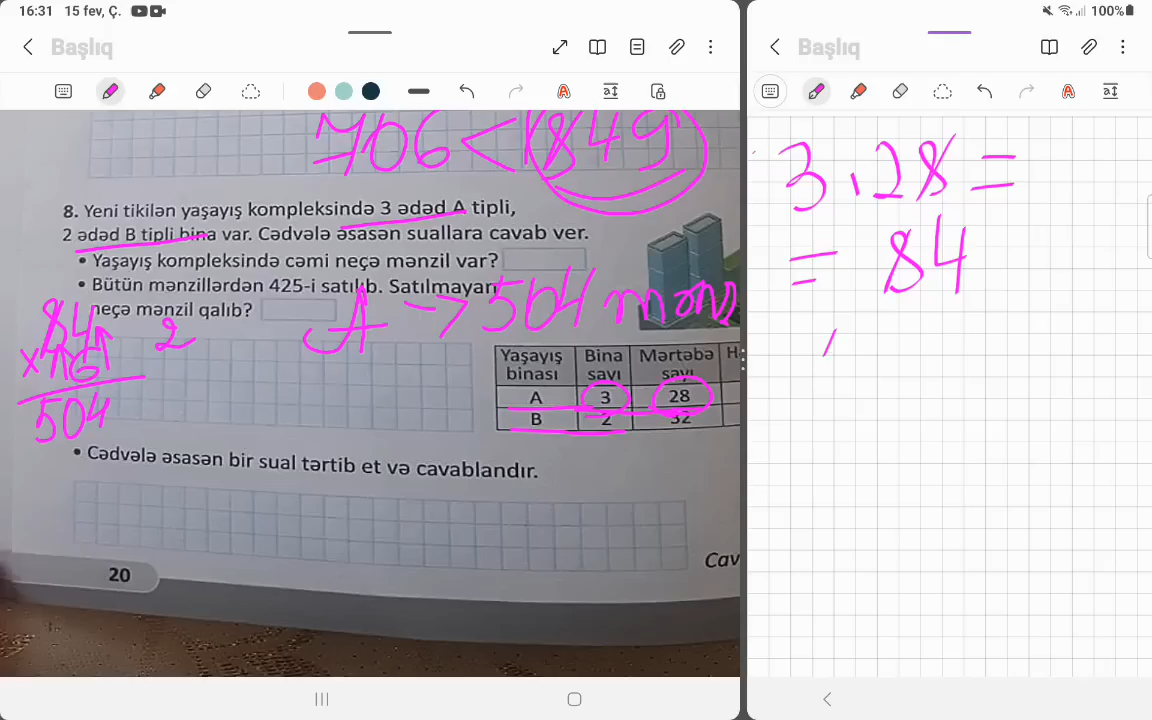 16:31 15 fev, Ç.
100%
Başlıq
Başlıq
706 < 849
8. Yeni tikilən yaşayış kompleksində 3 ədəd A tipli,
2 ədəd B tipli bina var. Cədvələ əsasən suallara cavab ver.
• Yaşayış kompleksində cəmi neçə mənzil var?
• Bütün mənzillərdən 425-i satılıb. Satılmayan
neçə mənzil qalıb?
A → 504 mənz
84
2
x 6
504
Yaşayış binası Bina sayı Mərtəbə sayı H
A 3 28
B 2 32
• Cədvələ əsasən bir sual tərtib et və cavablandır.
Cav
20
3 . 28 =
= 84